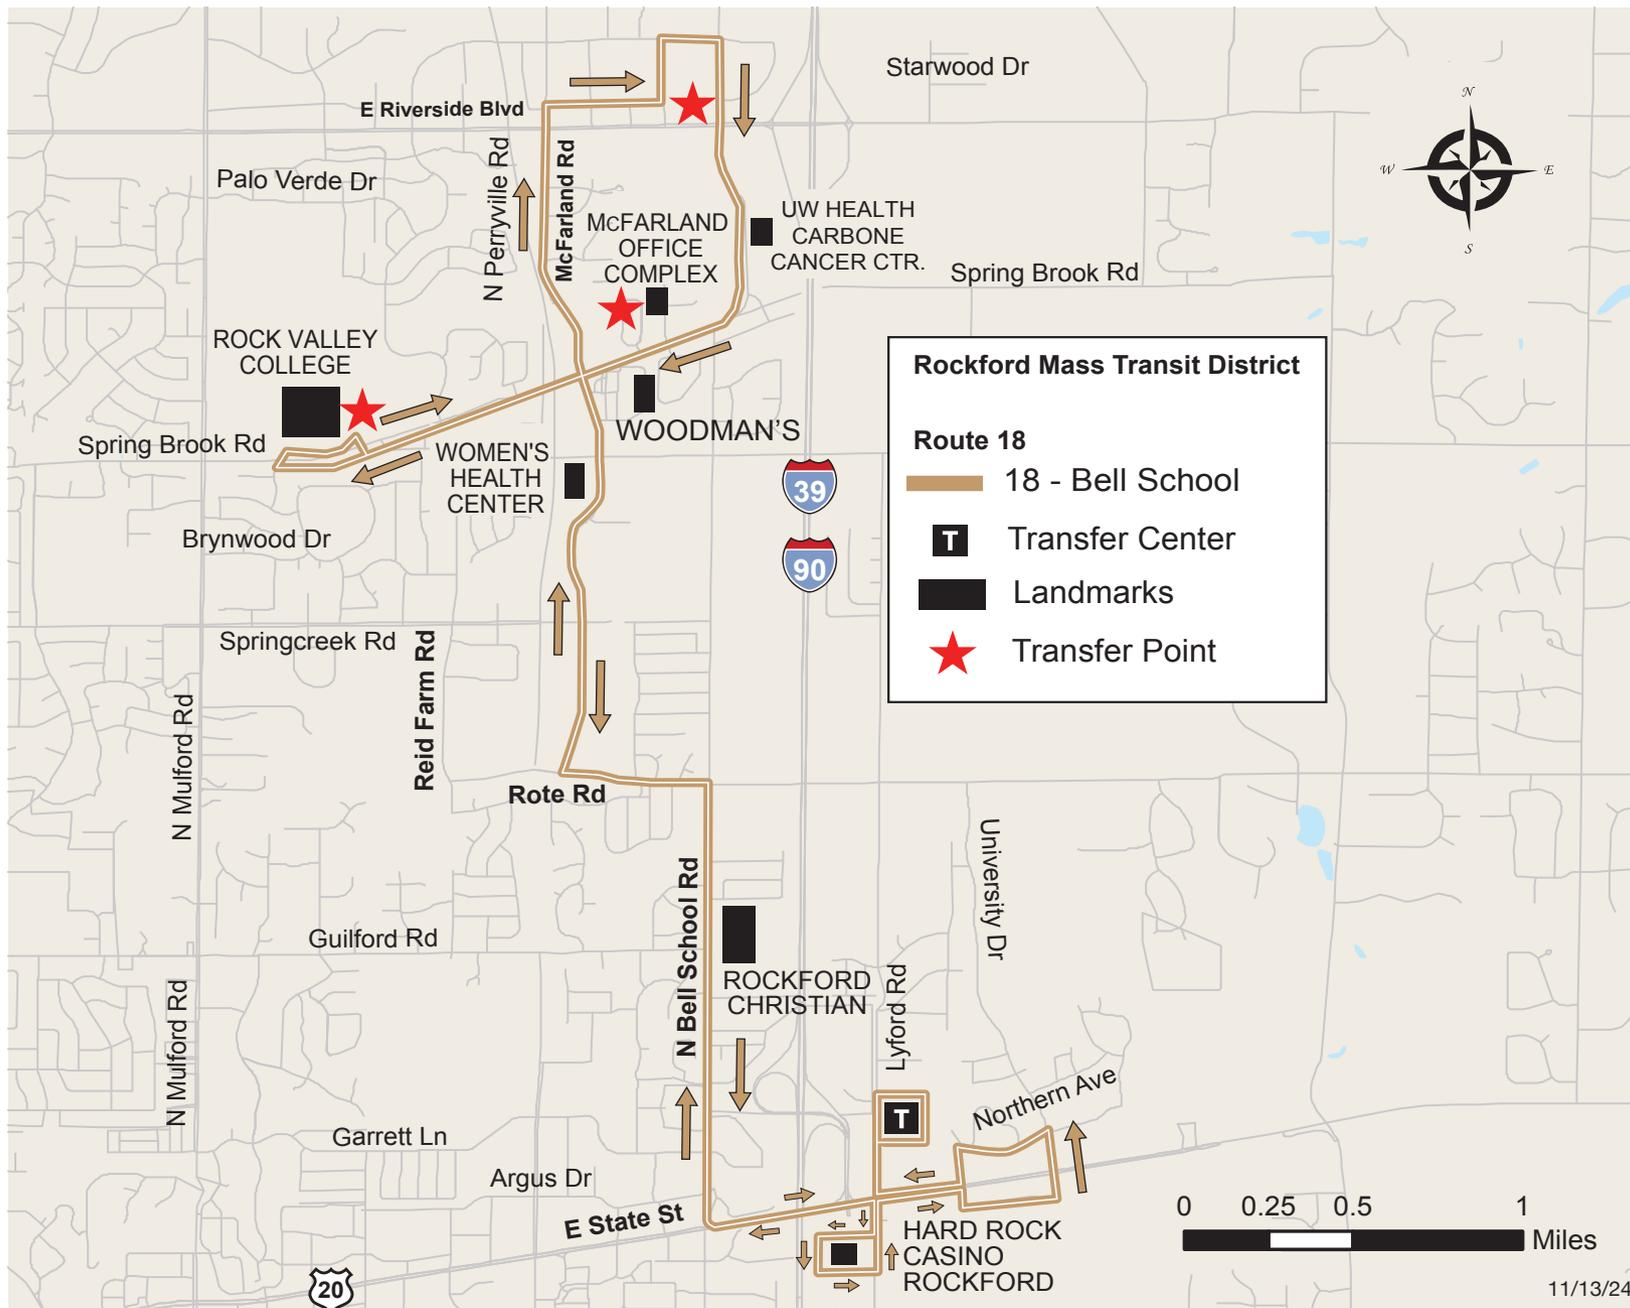 Starwood Dr
E Riverside Blvd
N
W
E
S
N Perryville Rd
McFarland Rd
Palo Verde Dr
McFARLAND
OFFICE
COMPLEX
UW HEALTH
CARBONE
CANCER CTR.
Spring Brook Rd
ROCK VALLEY
COLLEGE
Rockford Mass Transit District
Route 18
18 - Bell School
T
Transfer Center
Landmarks
Transfer Point
WOODMAN'S
Spring Brook Rd
WOMEN'S
HEALTH
CENTER
39
90
Brynwood Dr
Springcreek Rd
Reid Farm Rd
N Mulford Rd
Rote Rd
University Dr
N Bell School Rd
Guilford Rd
ROCKFORD
CHRISTIAN
Lyford Rd
N Mulford Rd
Northern Ave
T
Garrett Ln
Argus Dr
E State St
HARD ROCK
CASINO
ROCKFORD
0 0.25 0.5 1
Miles
20
11/13/24